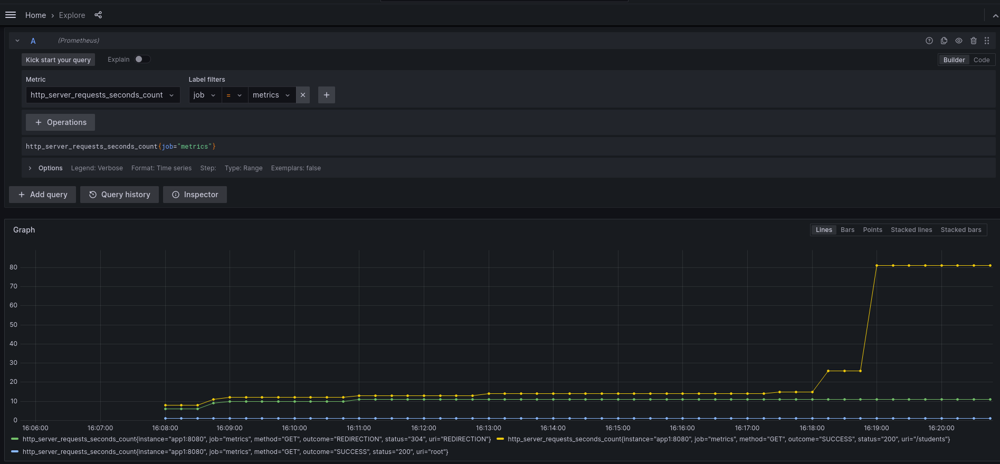 Home › Explore
A (Prometheus)
Kick start your query Explain Builder Code
Metric Label filters
http_server_requests_seconds_count job = metrics
+ Operations
http_server_requests_seconds_count{job="metrics"}
Options Legend: Verbose Format: Time series Step: Type: Range Exemplars: false
+ Add query Query history Inspector
Graph Lines Bars Points Stacked lines Stacked bars
80
70
60
50
40
30
20
10
0
16:06:00 16:07:00 16:08:00 16:09:00 16:10:00 16:11:00 16:12:00 16:13:00 16:14:00 16:15:00 16:16:00 16:17:00 16:18:00 16:19:00 16:20:00
http_server_requests_seconds_count{instance="app1:8080", job="metrics", method="GET", outcome="REDIRECTION", status="304", uri="REDIRECTION"} http_server_requests_seconds_count{instance="app1:8080", job="metrics", method="GET", outcome="SUCCESS", status="200", uri="/students"}
http_server_requests_seconds_count{instance="app1:8080", job="metrics", method="GET", outcome="SUCCESS", status="200", uri="root"}